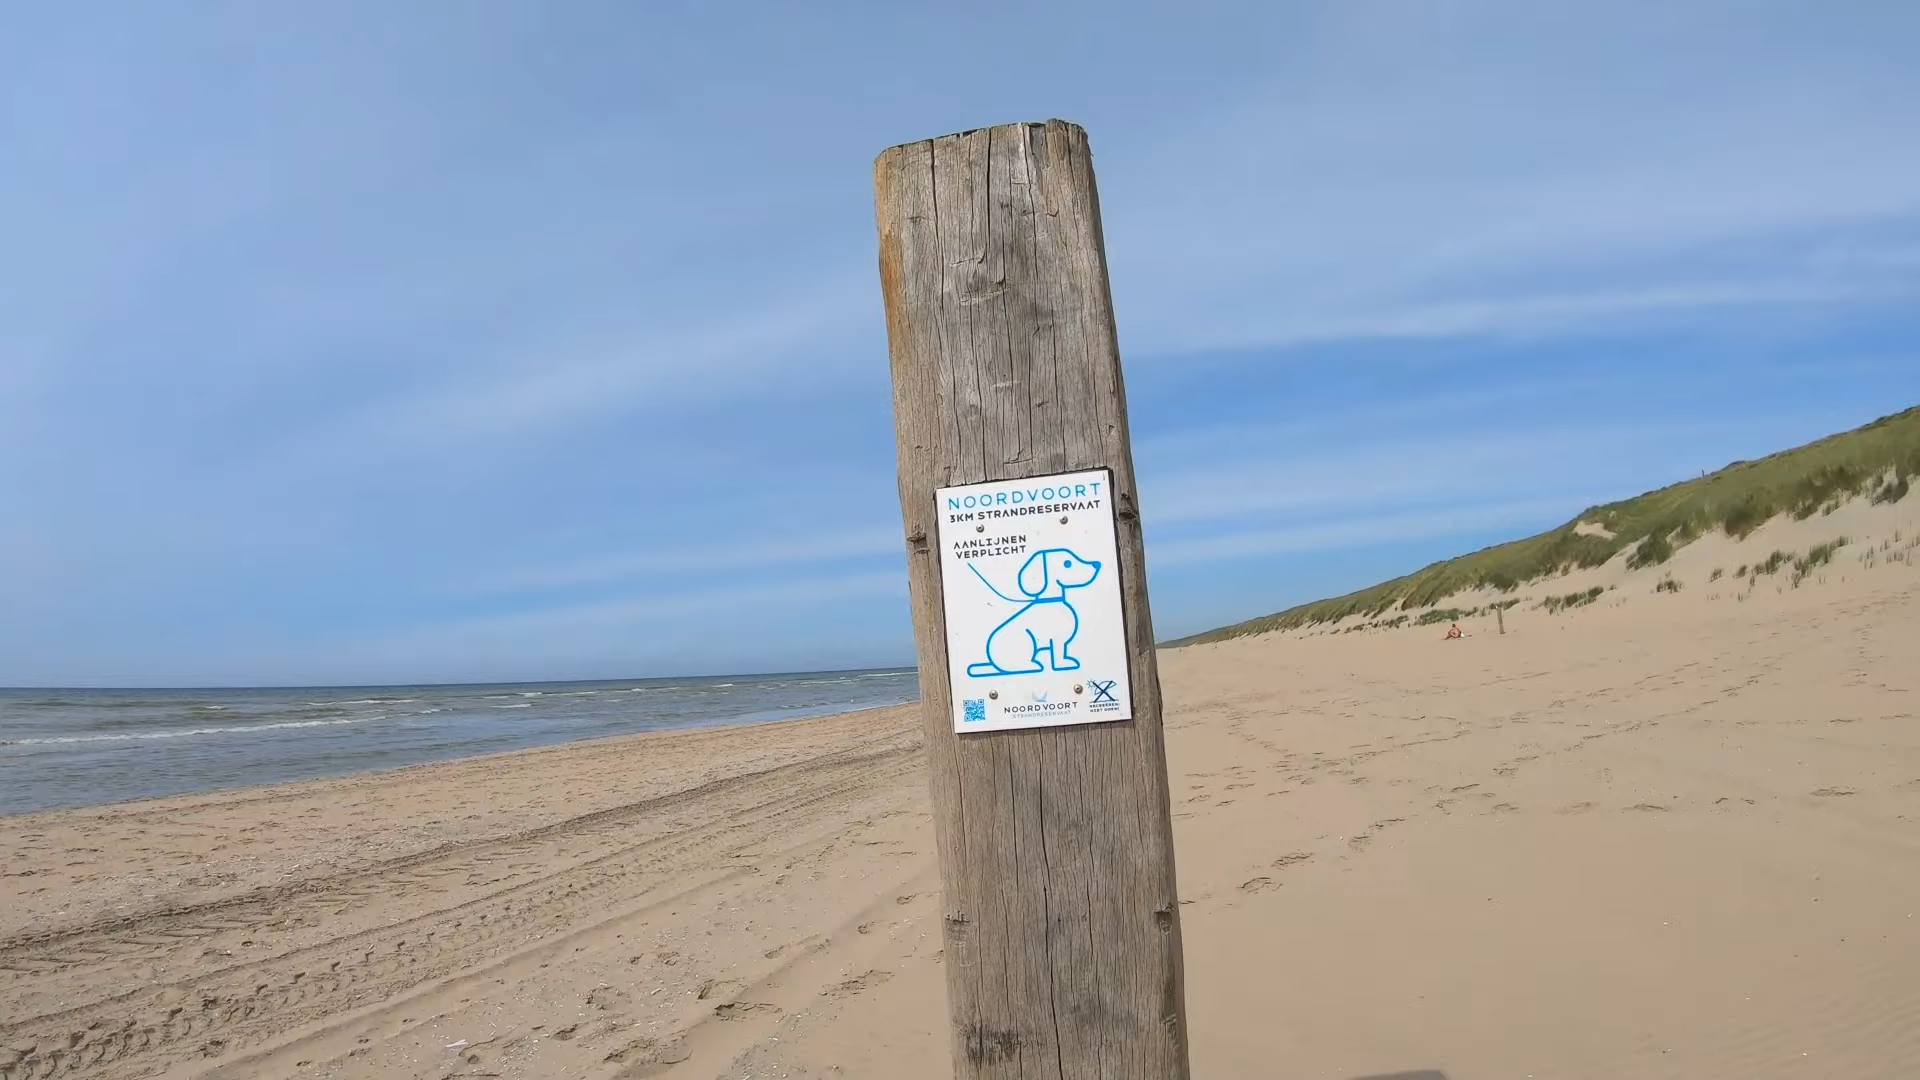 NOORDVOORT
3KM STRANDRESERVAAT
AANLIJNEN
VERPLICHT
NOORDVOORT
STRANDRESERVAAT